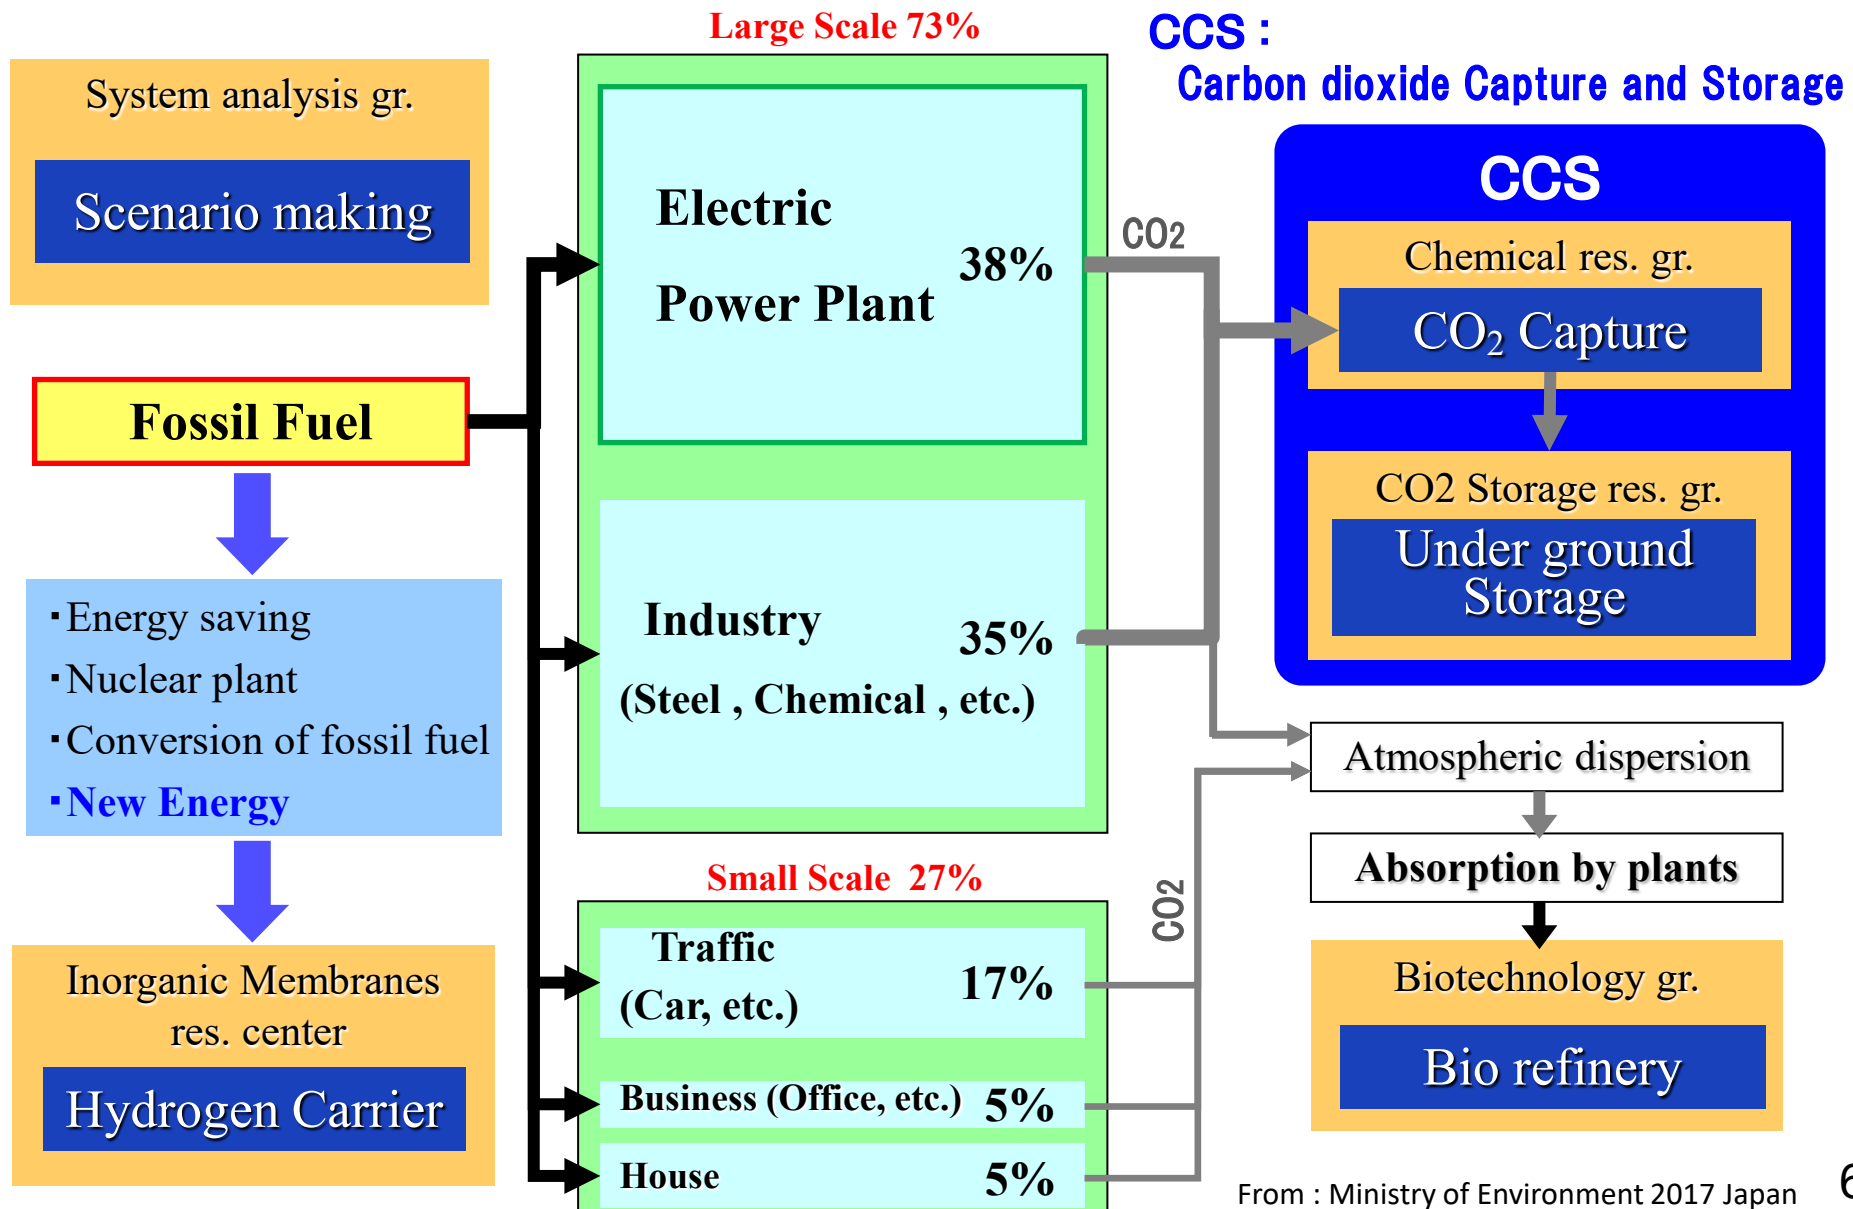 Large Scale 73%
CCS :
Carbon dioxide Capture and Storage
System analysis gr.
Scenario making
Fossil Fuel
・Energy saving
・Nuclear plant
・Conversion of fossil fuel
・New Energy
Inorganic Membranes
res. center
Hydrogen Carrier
Electric
Power Plant
38%
Industry
35%
(Steel , Chemical , etc.)
Small Scale 27%
Traffic
(Car, etc.)
17%
Business (Office, etc.) 5%
House 5%
CO2
CO2
CCS
Chemical res. gr.
CO₂ Capture
CO2 Storage res. gr.
Under ground
Storage
Atmospheric dispersion
Absorption by plants
Biotechnology gr.
Bio refinery
From : Ministry of Environment 2017 Japan
6